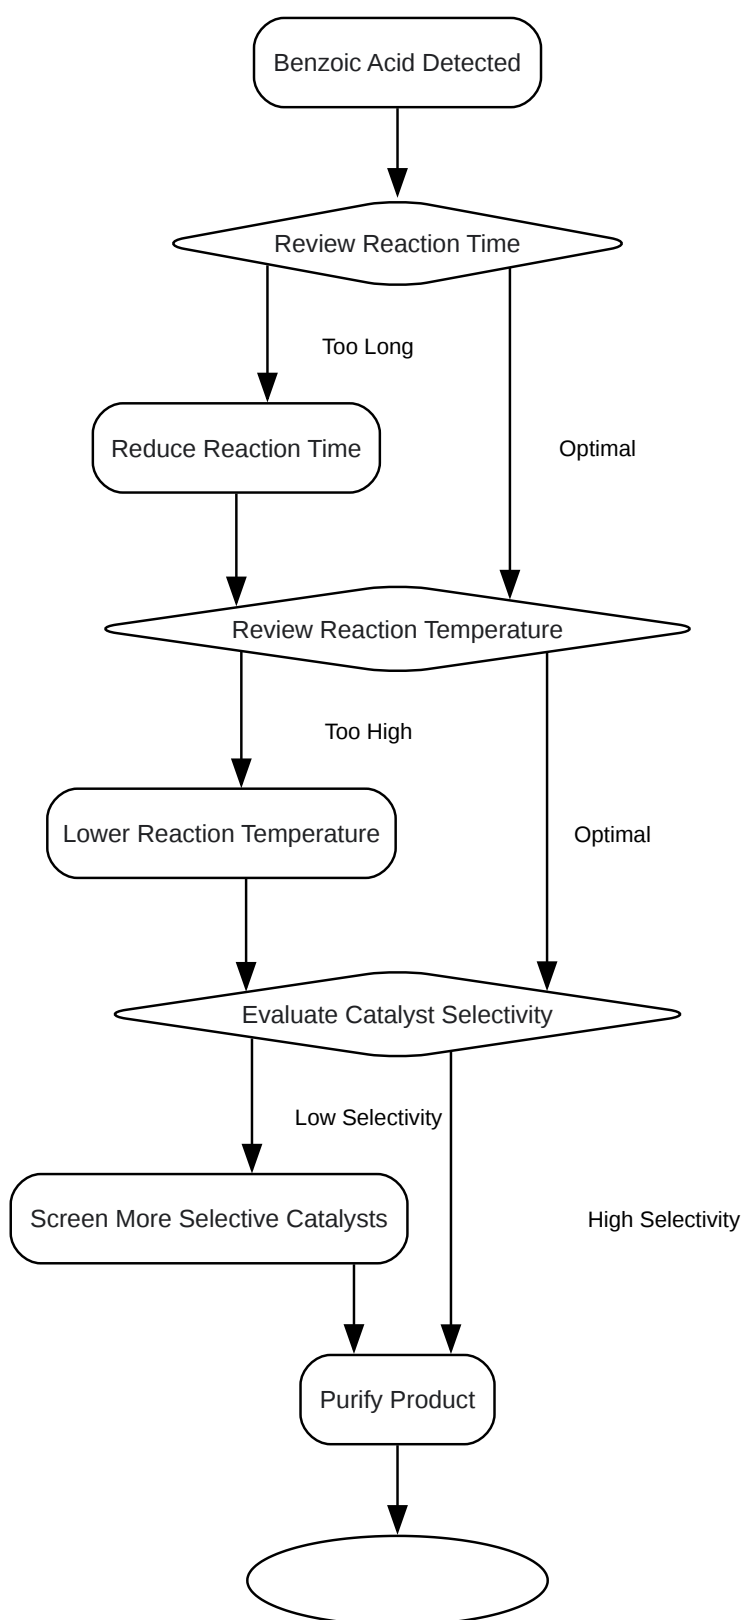 Benzoic Acid Detected
Review Reaction Time
Too Long
Reduce Reaction Time
Optimal
Review Reaction Temperature
Too High
Lower Reaction Temperature
Optimal
Evaluate Catalyst Selectivity
Low Selectivity
Screen More Selective Catalysts
High Selectivity
Purify Product